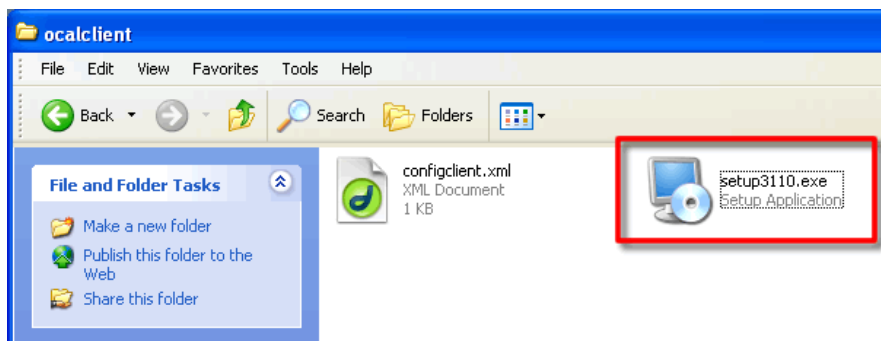 ocalclient
File Edit View Favorites Tools Help
Back Search Folders
File and Folder Tasks
Make a new folder
Publish this folder to the
Web
Share this folder
configclient.xml
XML Document
1 KB
setup3110.exe
Setup Application